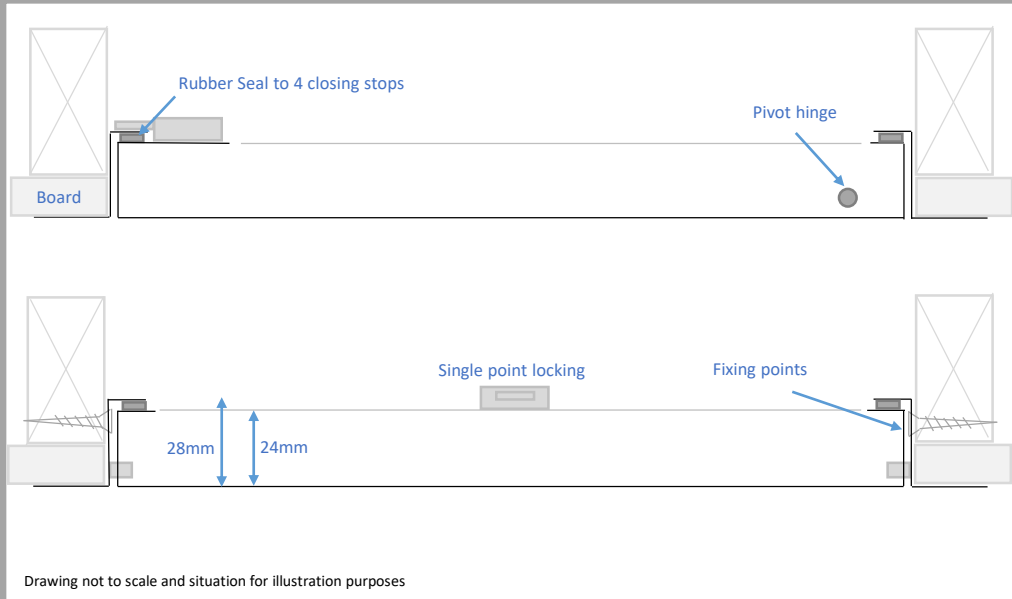 Rubber Seal to 4 closing stops
Pivot hinge
Board
Single point locking
Fixing points
28mm
24mm
Drawing not to scale and situation for illustration purposes